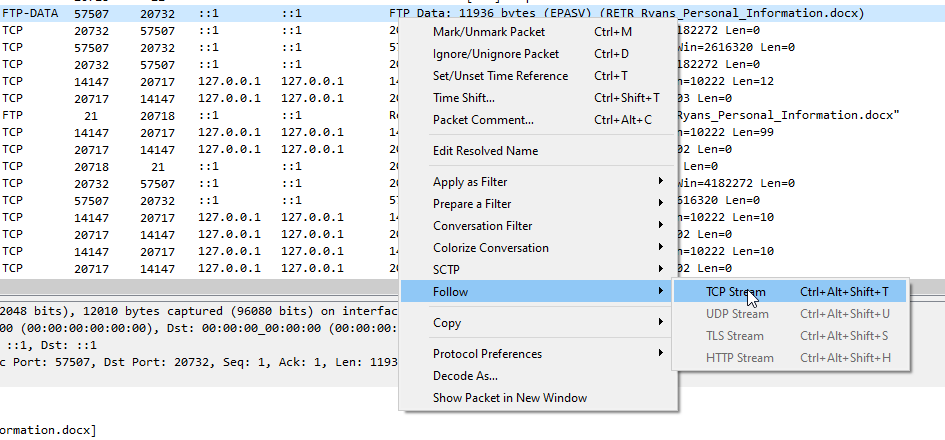 FTP-DATA 57507 20732 ::1 ::1 FTP Data: 11936 bytes (EPASV) (RETR Ryans_Personal_Information.docx)
TCP 20732 57507 ::1 ::1 20 182272 Len=0
TCP 57507 20732 ::1 ::1 57 Win=2616320 Len=0
TCP 20732 57507 ::1 ::1 20 182272 Len=0
TCP 14147 20717 127.0.0.1 127.0.0.1 14 n=10222 Len=12
TCP 20717 14147 127.0.0.1 127.0.0.1 20 03 Len=0
FTP 21 20718 ::1 ::1 Re Ryans_Personal_Information.docx"
TCP 14147 20717 127.0.0.1 127.0.0.1 14 n=10222 Len=99
TCP 20717 14147 127.0.0.1 127.0.0.1 20 02 Len=0
TCP 20718 21 ::1 ::1 20 Len=0
TCP 20732 57507 ::1 ::1 20 Win=4182272 Len=0
TCP 57507 20732 ::1 ::1 57 616320 Len=0
TCP 14147 20717 127.0.0.1 127.0.0.1 14 n=10222 Len=10
TCP 20717 14147 127.0.0.1 127.0.0.1 20 02 Len=0
TCP 14147 20717 127.0.0.1 127.0.0.1 14 n=10222 Len=10
TCP 20717 14147 127.0.0.1 127.0.0.1 20 02 Len=0
Mark/Unmark Packet Ctrl+M
Ignore/Unignore Packet Ctrl+D
Set/Unset Time Reference Ctrl+T
Time Shift... Ctrl+Shift+T
Packet Comment... Ctrl+Alt+C
Edit Resolved Name
Apply as Filter
Prepare a Filter
Conversation Filter
Colorize Conversation
SCTP
Follow
Copy
Protocol Preferences
Decode As...
Show Packet in New Window
TCP Stream Ctrl+Alt+Shift+T
UDP Stream Ctrl+Alt+Shift+U
TLS Stream Ctrl+Alt+Shift+S
HTTP Stream Ctrl+Alt+Shift+H
2048 bits), 12010 bytes captured (96080 bits) on interfac
00 (00:00:00:00:00:00), Dst: 00:00:00_00:00:00 (00:00:00:
::1, Dst: ::1
c Port: 57507, Dst Port: 20732, Seq: 1, Ack: 1, Len: 1193
ormation.docx]